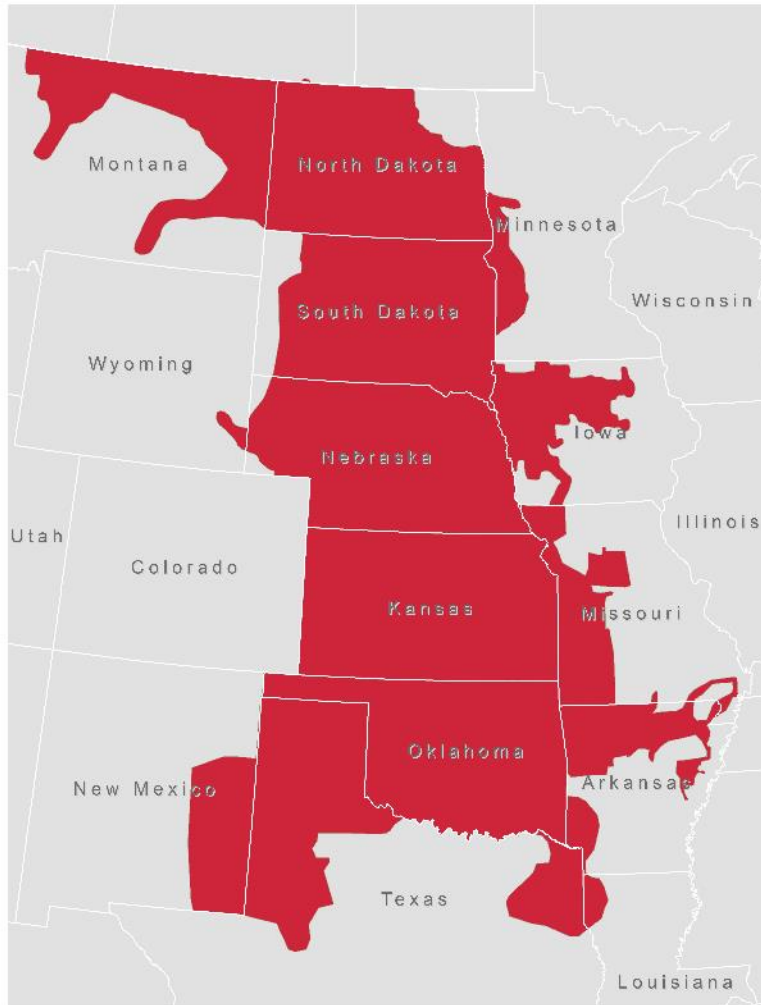 Montana
North Dakota
Minnesota
Wisconsin
South Dakota
Wyoming
Iowa
Nebraska
Illinois
Utah
Colorado
Kansas
Missouri
Oklahoma
New Mexico
Arkansas
Texas
Louisiana